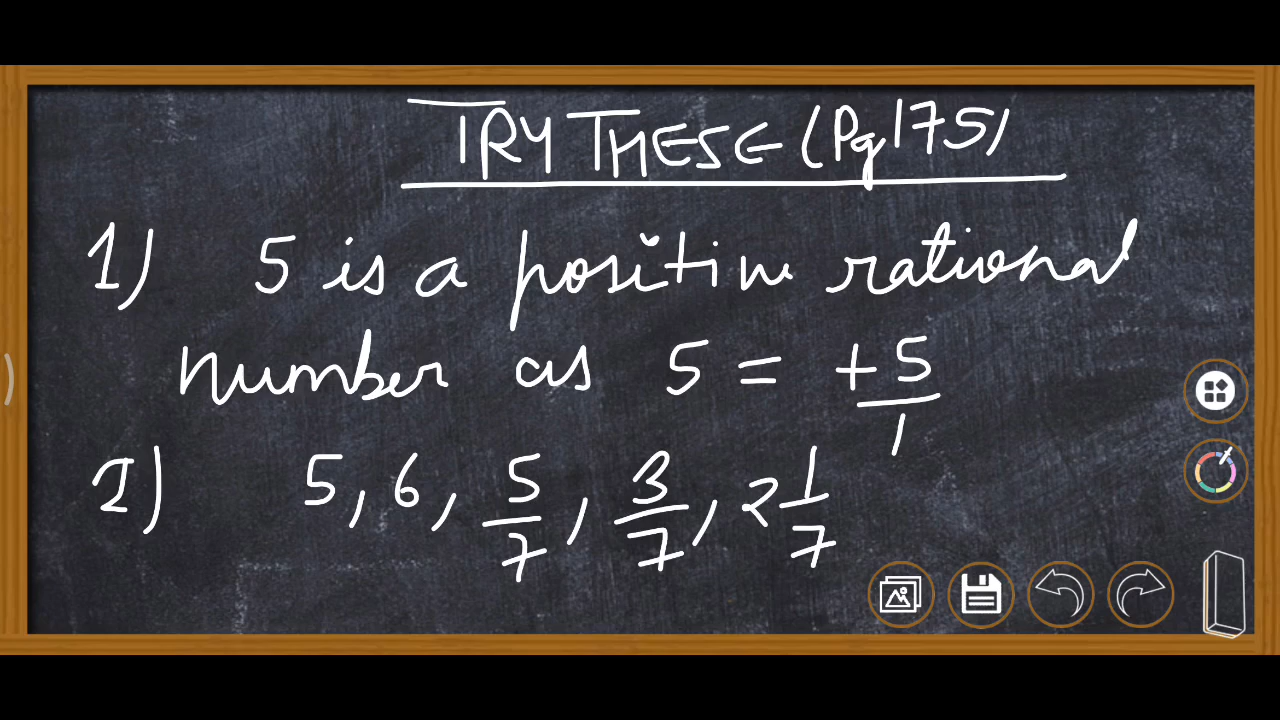 TRY THESE (Pg 175)
1) 5 is a positive rational
number as 5 = +5/1
2) 5, 6, 5/7, 3/7, 2 1/7